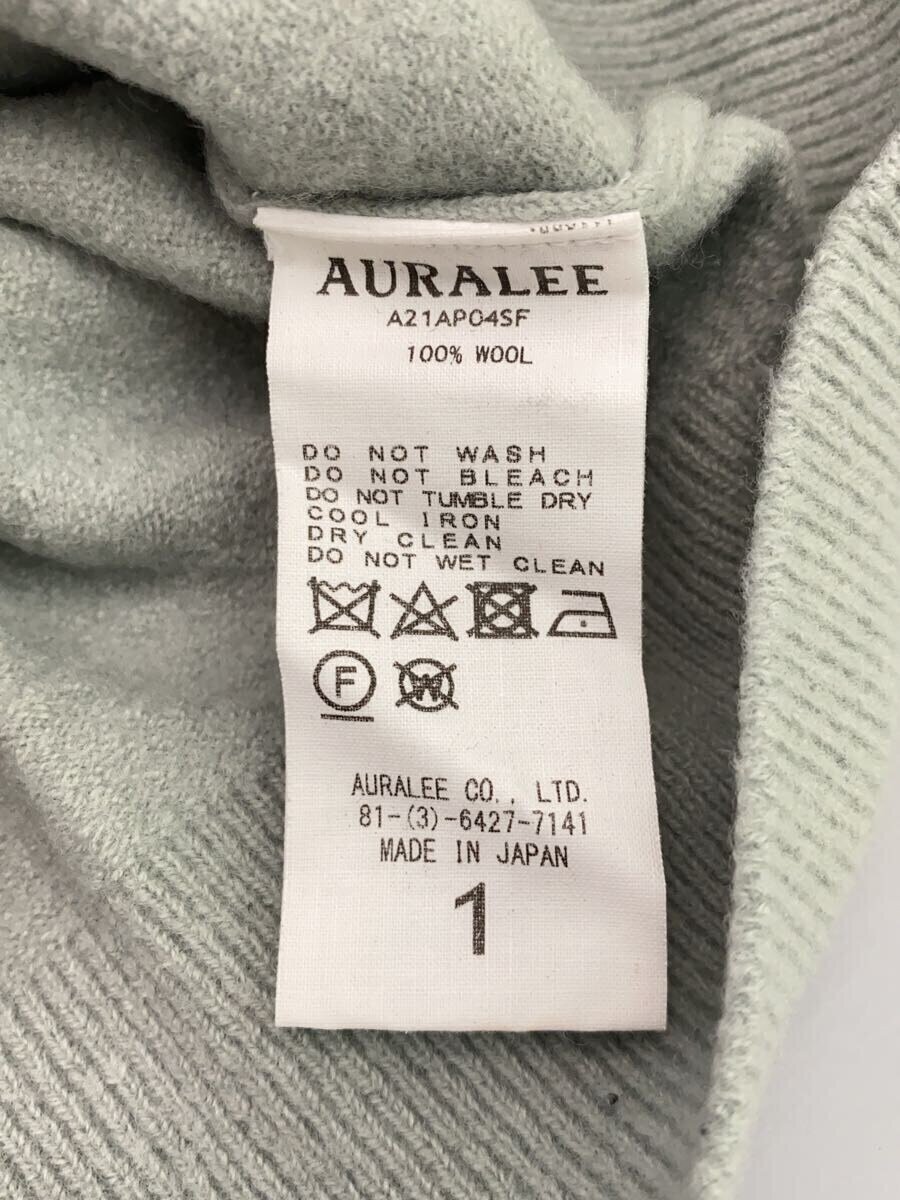 AURALEE
A21AP04SF
100% WOOL
DO NOT WASH
DO NOT BLEACH
DO NOT TUMBLE DRY
COOL IRON
DRY CLEAN
DO NOT WET CLEAN
F W
AURALEE CO., LTD.
81-(3)-6427-7141
MADE IN JAPAN
1